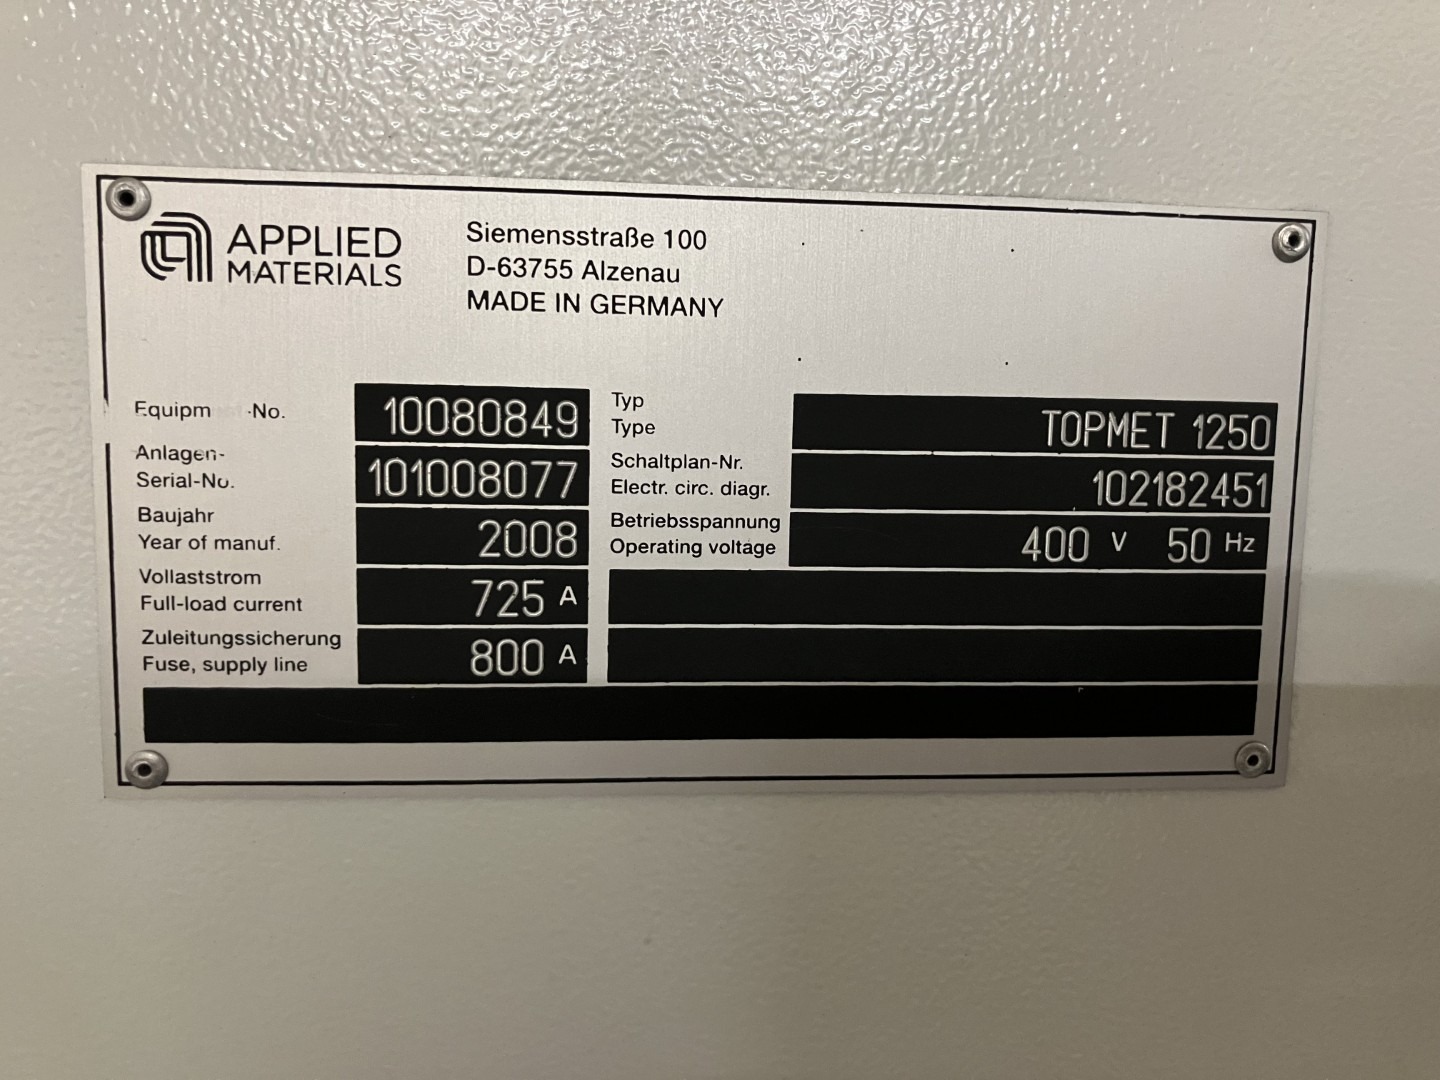 APPLIED
MATERIALS
Siemensstraße 100
D-63755 Alzenau
MADE IN GERMANY
Equipm -No. 10080849
Anlagen-
Serial-No. 101008077
Baujahr
Year of manuf. 2008
Vollaststrom
Full-load current 725 A
Zuleitungssicherung
Fuse, supply line 800 A
Typ
Type TOPMET 1250
Schaltplan-Nr.
Electr. circ. diagr. 102182451
Betriebsspannung
Operating voltage 400 V 50 Hz